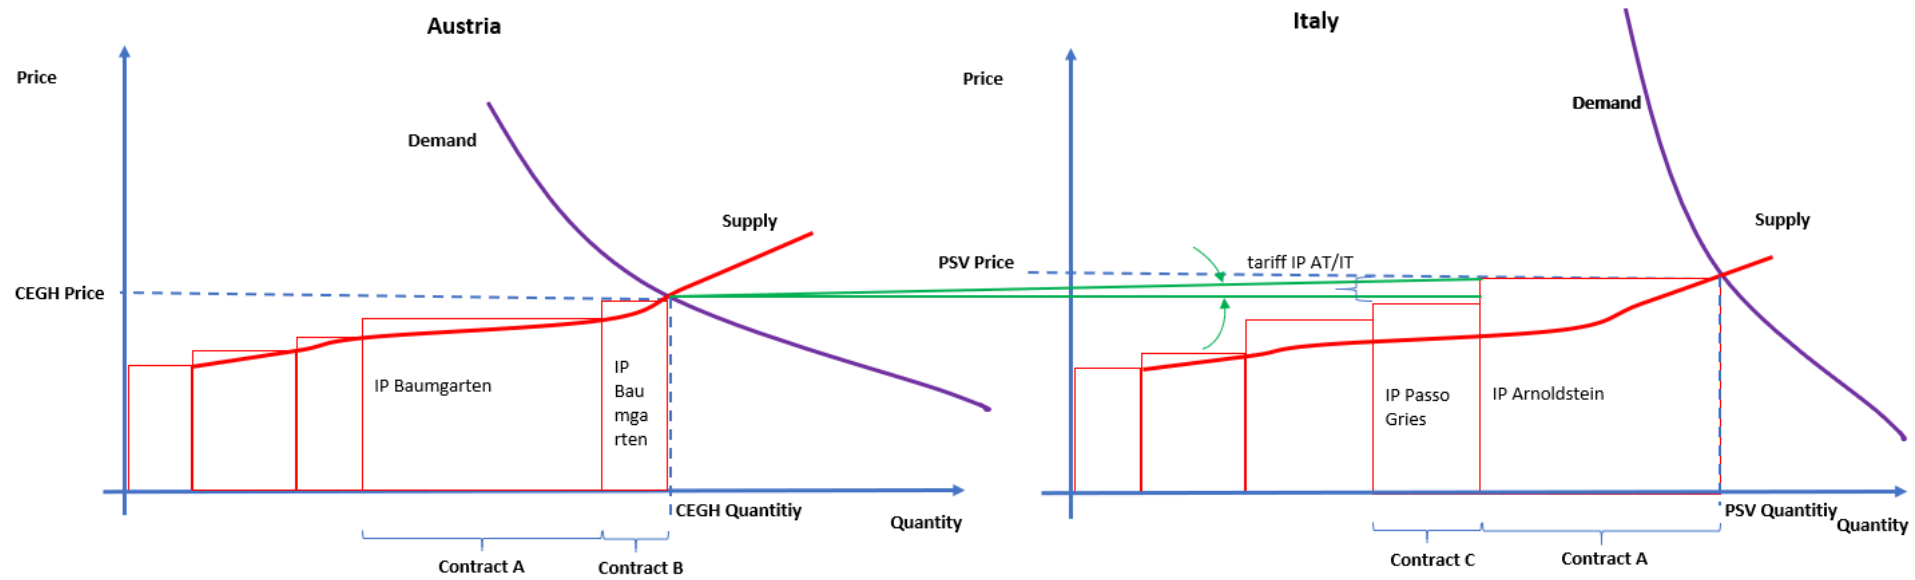 Austria
Price
Demand
Supply
CEGH Price
IP Baumgarten
IP
Bau
mga
rten
CEGH Quantitiy
Quantity
Contract A
Contract B
Italy
Price
Demand
Supply
PSV Price
tariff IP AT/IT
IP Passo
Gries
IP Arnoldstein
PSV Quantitiy
Quantity
Contract C
Contract A